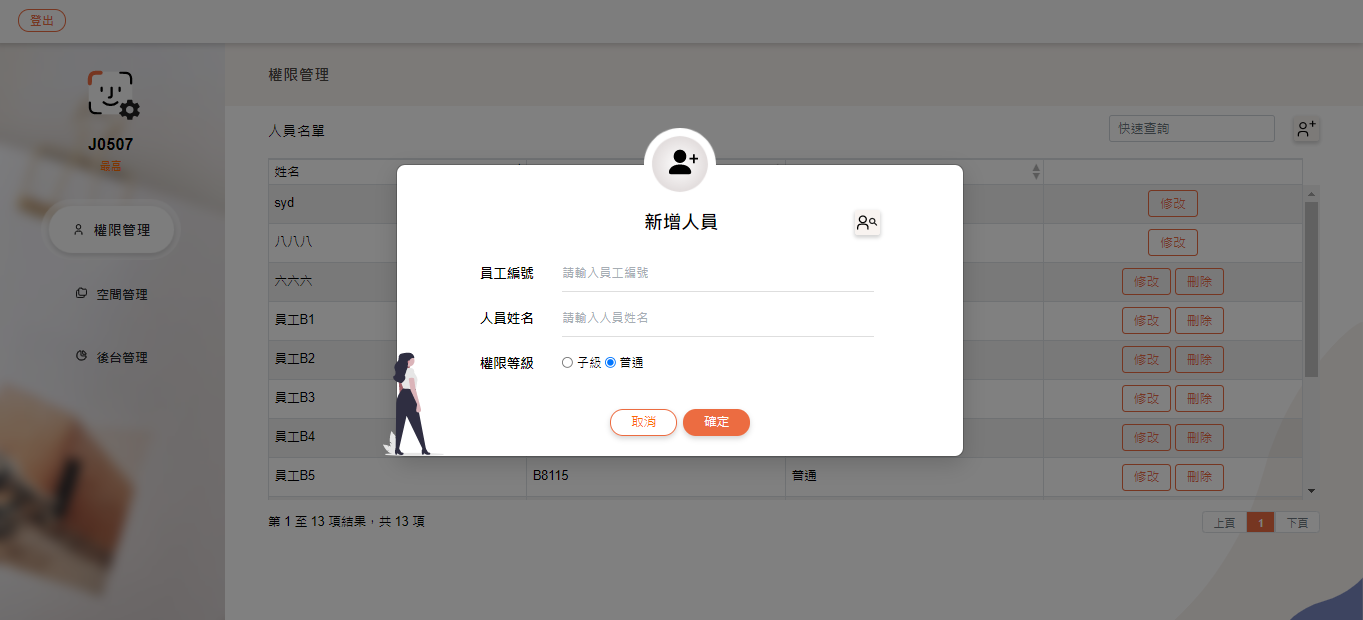 登出
J0507
最高
權限管理
空間管理
後台管理
權限管理
人員名單
快速查詢
姓名
syd 修改
八八八 修改
六六六 修改 刪除
員工B1 修改 刪除
員工B2 修改 刪除
員工B3 修改 刪除
員工B4 修改 刪除
員工B5 B8115 普通 修改 刪除
第 1 至 13 項結果，共 13 項
上頁 1 下頁
新增人員
員工編號 請輸入員工編號
人員姓名 請輸入人員姓名
權限等級 子級 普通
取消 確定